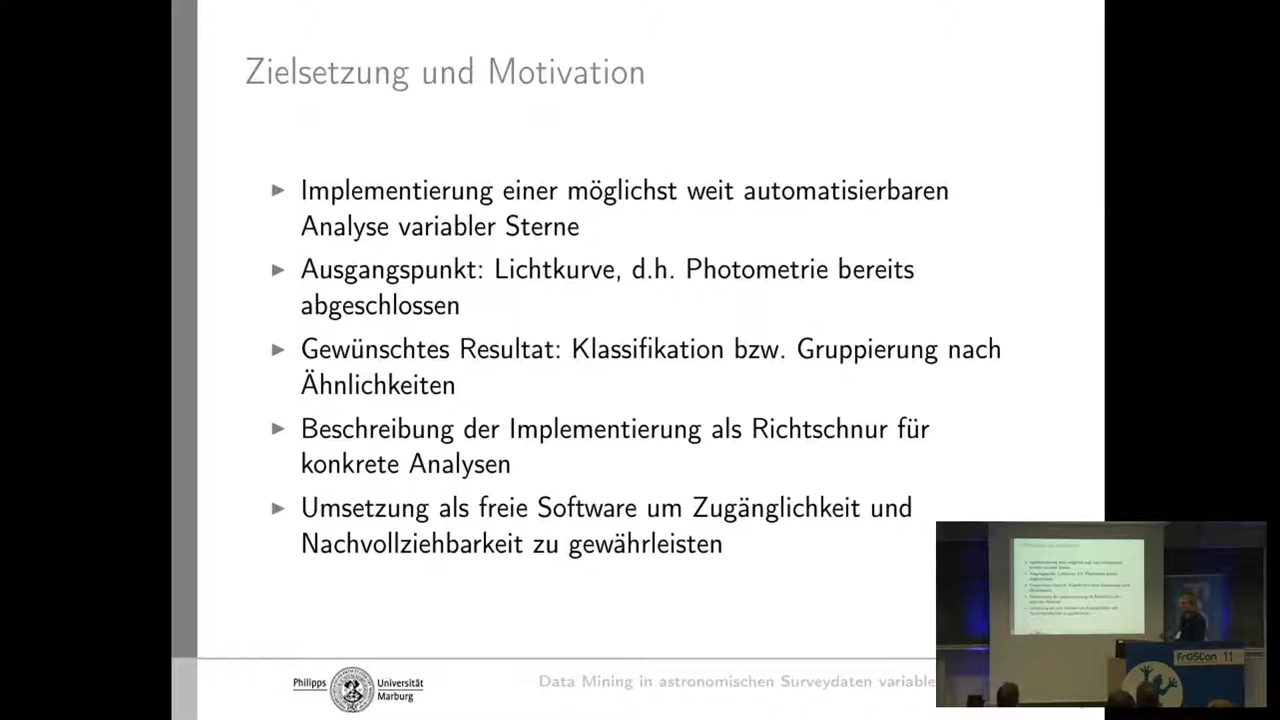 Zielsetzung und Motivation
▶ Implementierung einer möglichst weit automatisierbaren
Analyse variabler Sterne
▶ Ausgangspunkt: Lichtkurve, d.h. Photometrie bereits
abgeschlossen
▶ Gewünschtes Resultat: Klassifikation bzw. Gruppierung nach
Ähnlichkeiten
▶ Beschreibung der Implementierung als Richtschnur für
konkrete Analysen
▶ Umsetzung als freie Software um Zugänglichkeit und
Nachvollziehbarkeit zu gewährleisten
Philipps Universität
Marburg
Data Mining in astronomischen Surveydaten variable
FrOSCon 11